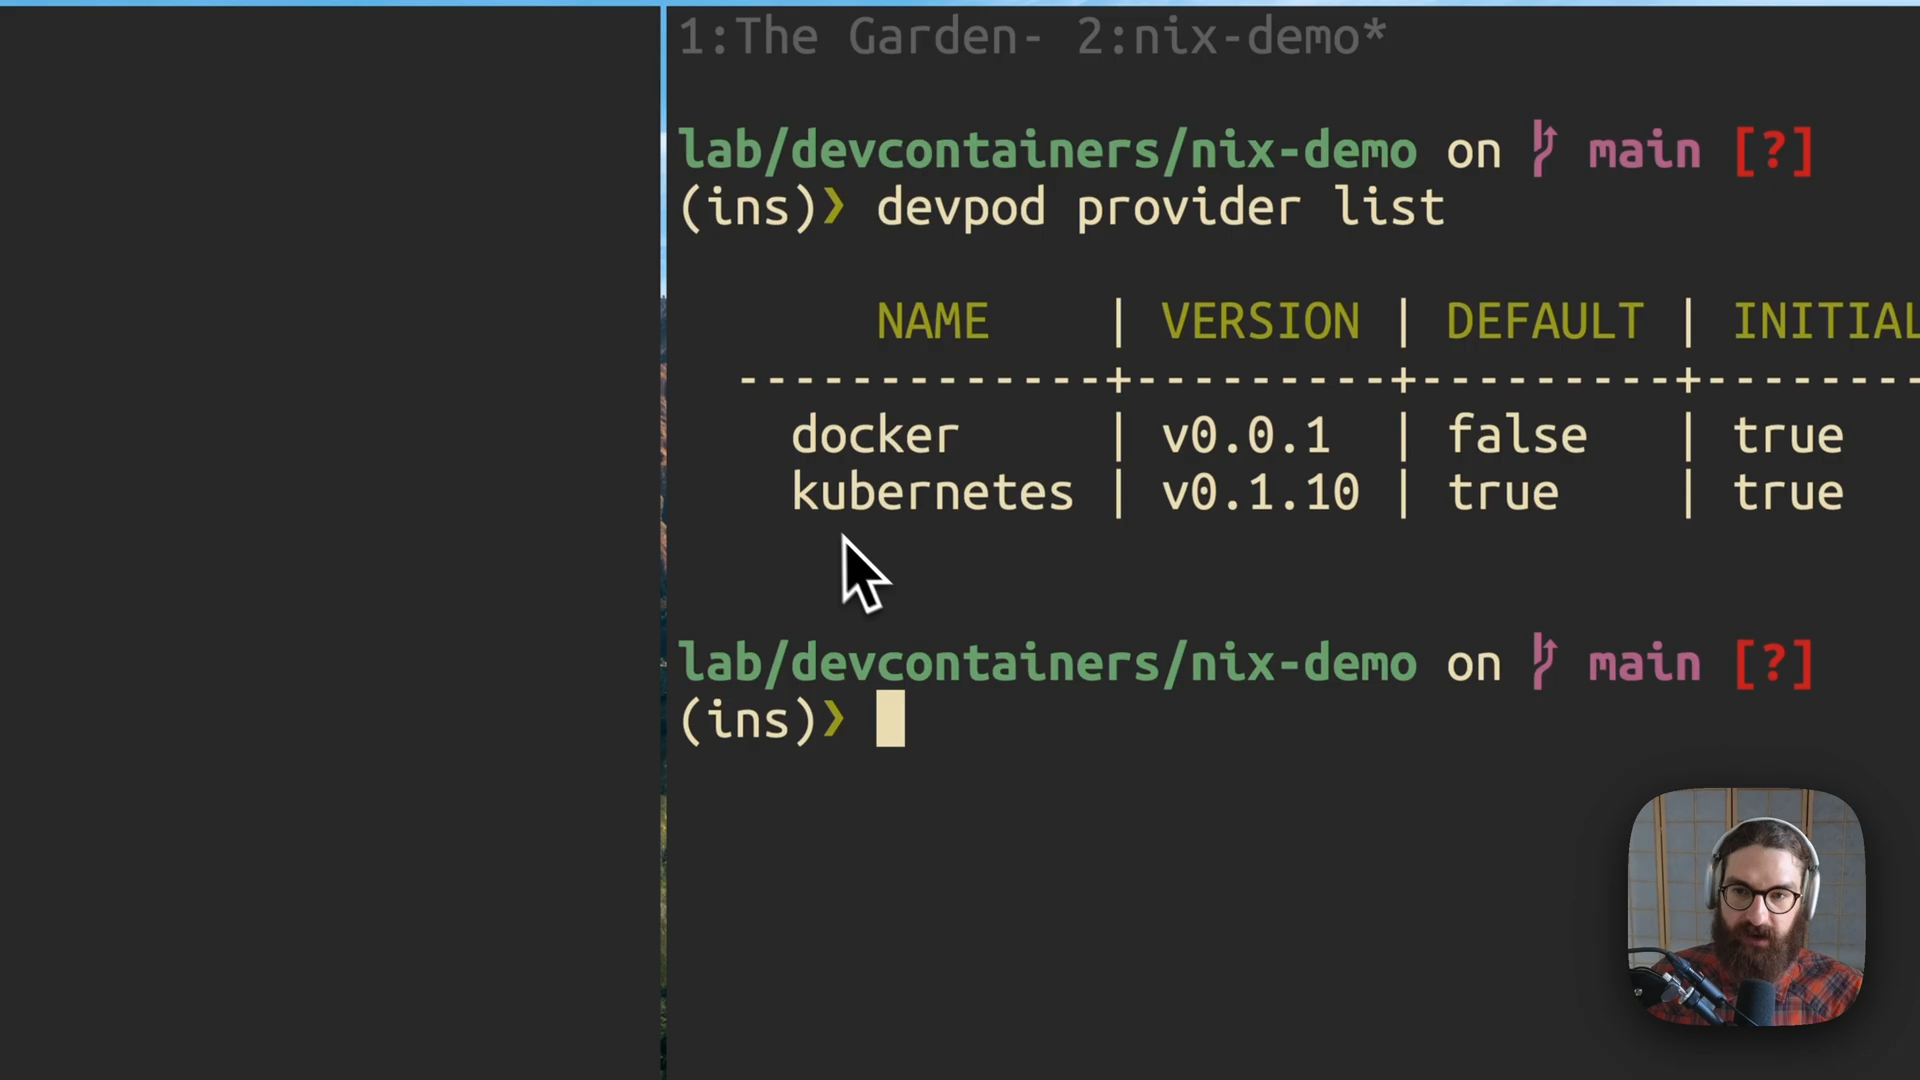 1:The Garden- 2:nix-demo*
lab/devcontainers/nix-demo on main [?]
(ins)❯ devpod provider list
NAME | VERSION | DEFAULT | INITIAL
-------------+---------+---------+--------
docker | v0.0.1 | false | true
kubernetes | v0.1.10 | true | true
lab/devcontainers/nix-demo on main [?]
(ins)❯